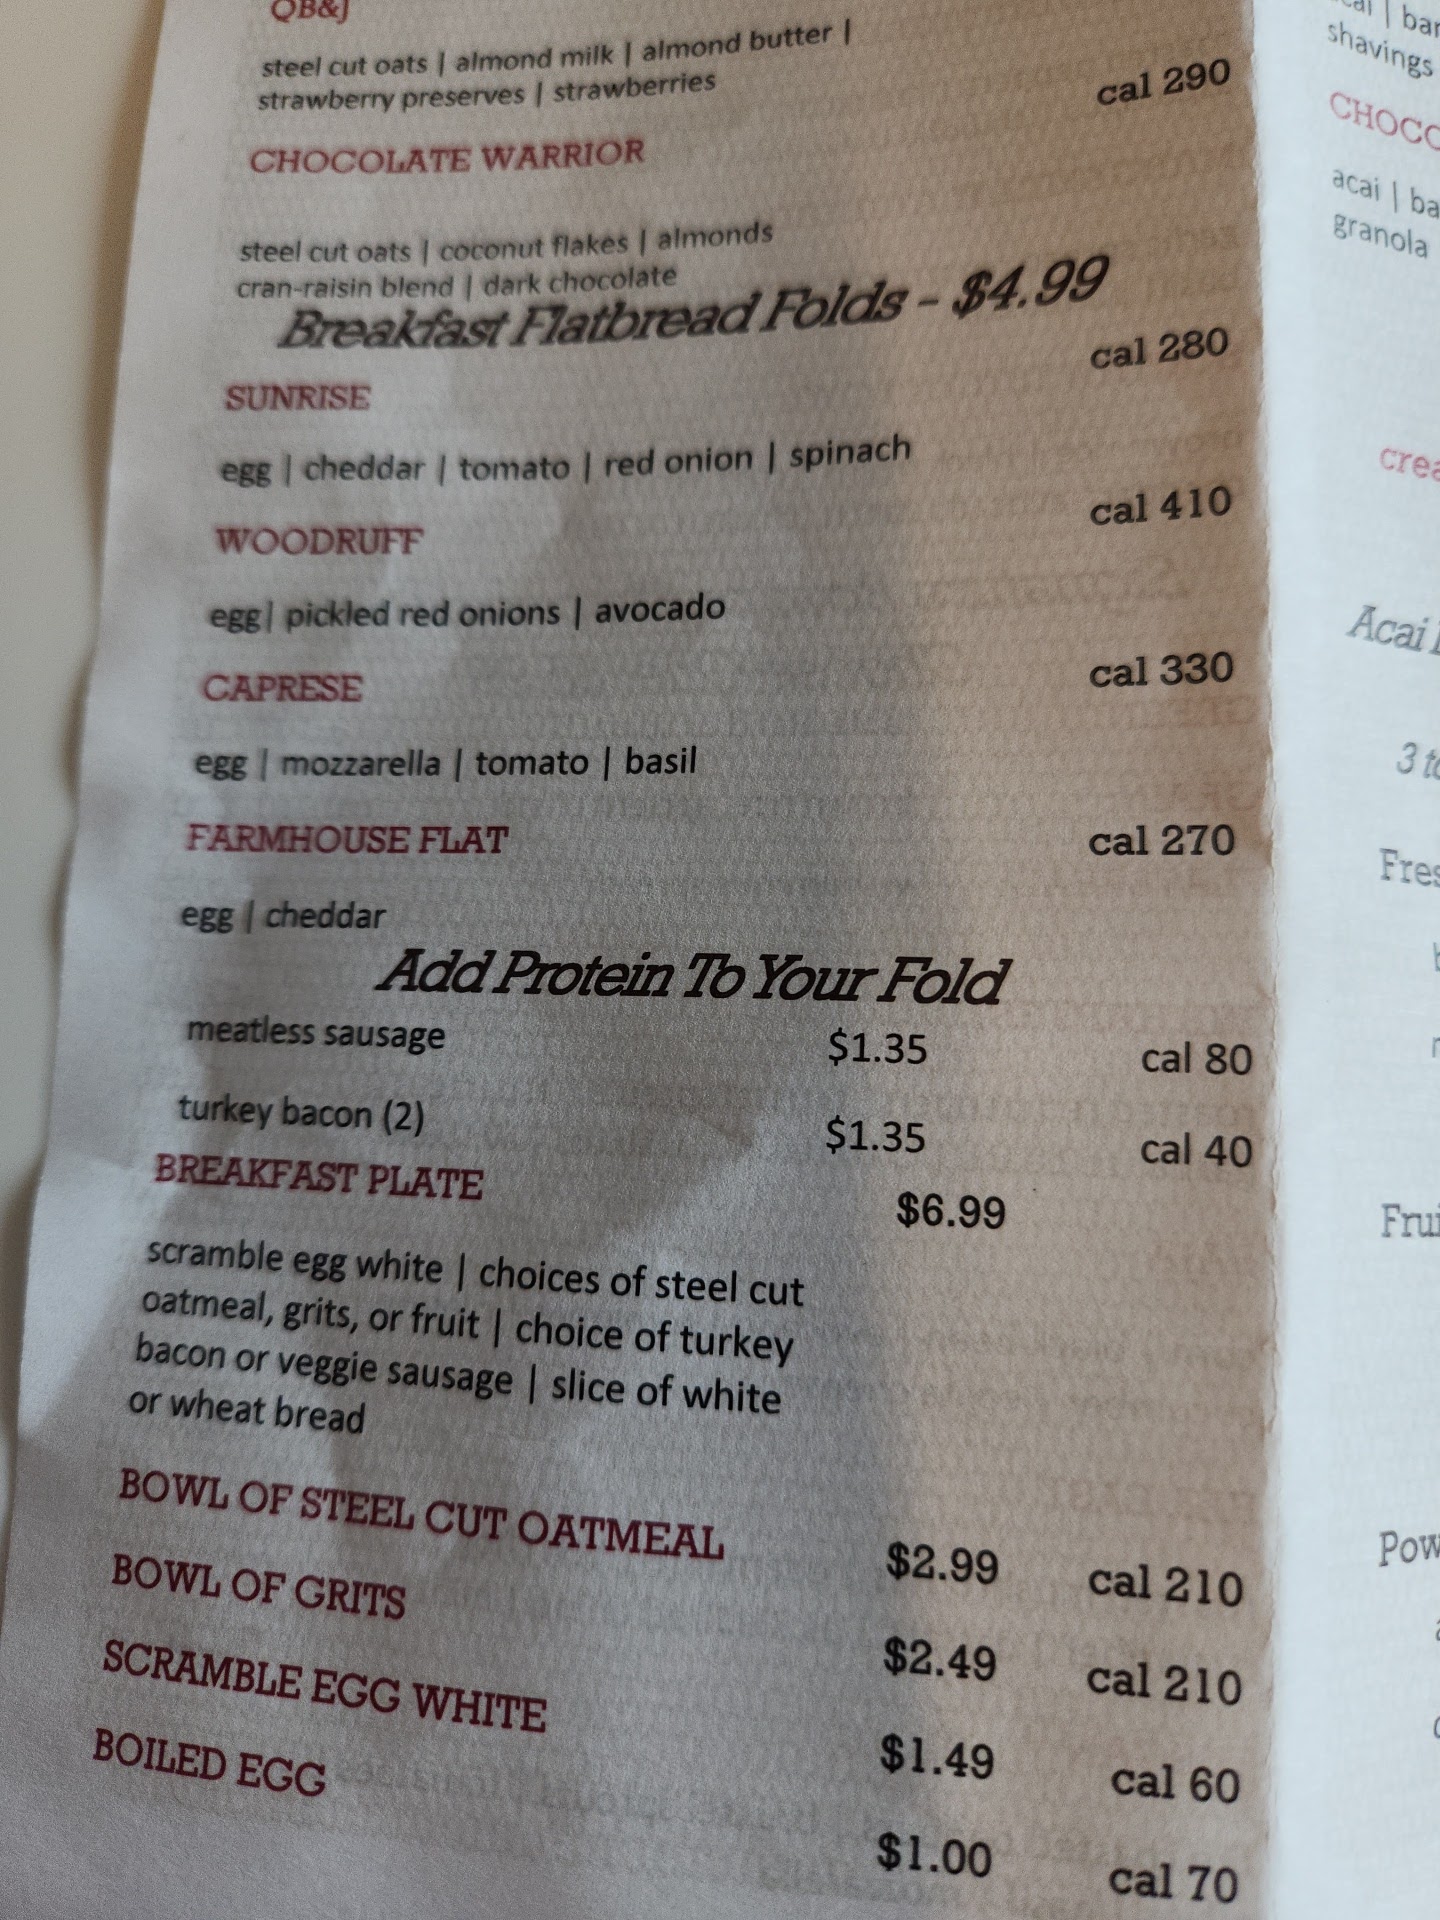 QB&J
steel cut oats | almond milk | almond butter |
strawberry preserves | strawberries
cal 290
CHOCOLATE WARRIOR
steel cut oats | coconut flakes | almonds
cran-raisin blend | dark chocolate
Breakfast Flatbread Folds - $4.99
cal 280
SUNRISE
egg | cheddar | tomato | red onion | spinach
cal 410
WOODRUFF
egg| pickled red onions | avocado
cal 330
CAPRESE
egg | mozzarella | tomato | basil
FARMHOUSE FLAT cal 270
egg | cheddar
Add Protein To Your Fold
meatless sausage $1.35 cal 80
turkey bacon (2) $1.35 cal 40
BREAKFAST PLATE $6.99
scramble egg white | choices of steel cut
oatmeal, grits, or fruit | choice of turkey
bacon or veggie sausage | slice of white
or wheat bread
BOWL OF STEEL CUT OATMEAL $2.99 cal 210
BOWL OF GRITS $2.49 cal 210
SCRAMBLE EGG WHITE $1.49 cal 60
BOILED EGG $1.00 cal 70
shavings
acai |
granola
Acai
3